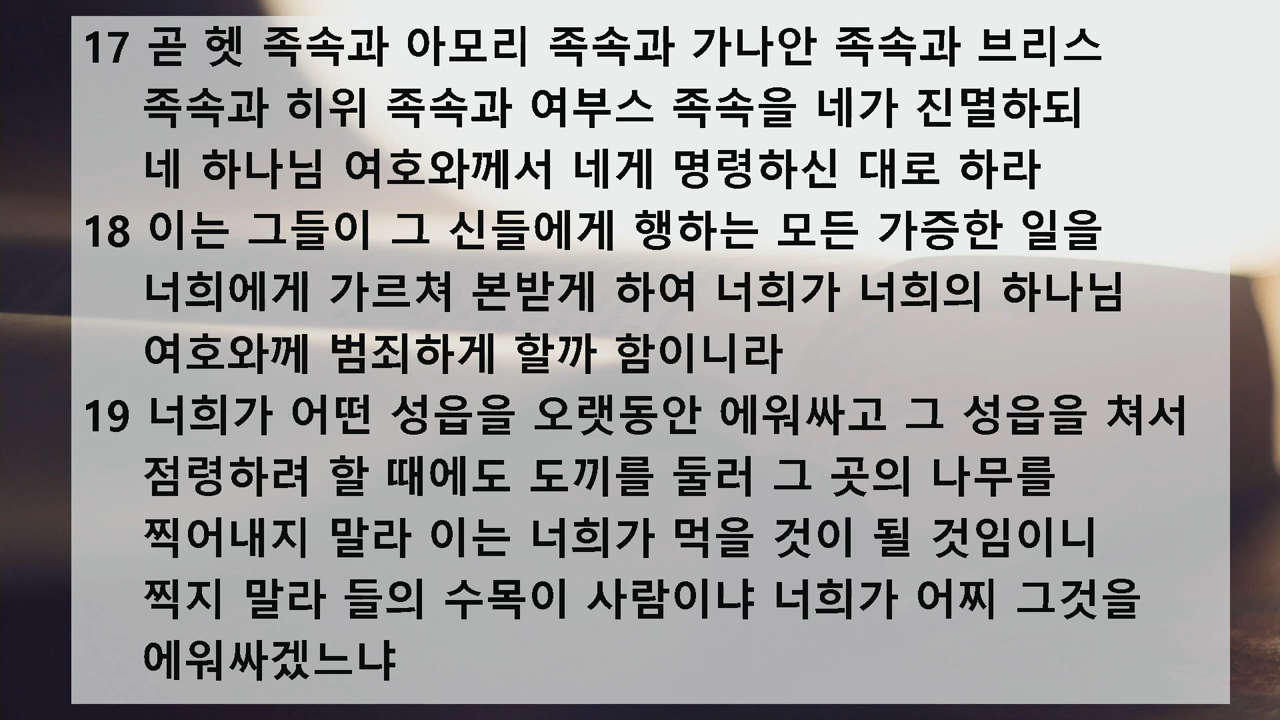 17 곧 헷 족속과 아모리 족속과 가나안 족속과 브리스
족속과 히위 족속과 여부스 족속을 네가 진멸하되
네 하나님 여호와께서 네게 명령하신 대로 하라
18 이는 그들이 그 신들에게 행하는 모든 가증한 일을
너희에게 가르쳐 본받게 하여 너희가 너희의 하나님
여호와께 범죄하게 할까 함이니라
19 너희가 어떤 성읍을 오랫동안 에워싸고 그 성읍을 쳐서
점령하려 할 때에도 도끼를 둘러 그 곳의 나무를
찍어내지 말라 이는 너희가 먹을 것이 될 것임이니
찍지 말라 들의 수목이 사람이냐 너희가 어찌 그것을
에워싸겠느냐